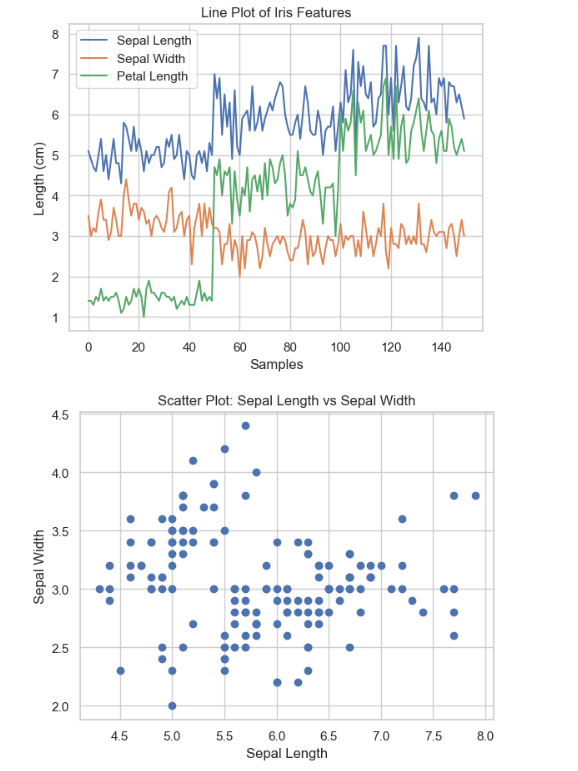 Line Plot of Iris Features
8
7
6
5
4
3
2
1
Length (cm)
Sepal Length
Sepal Width
Petal Length
0 20 40 60 80 100 120 140
Samples
Scatter Plot: Sepal Length vs Sepal Width
4.5
4.0
3.5
3.0
2.5
2.0
Sepal Width
4.5 5.0 5.5 6.0 6.5 7.0 7.5 8.0
Sepal Length